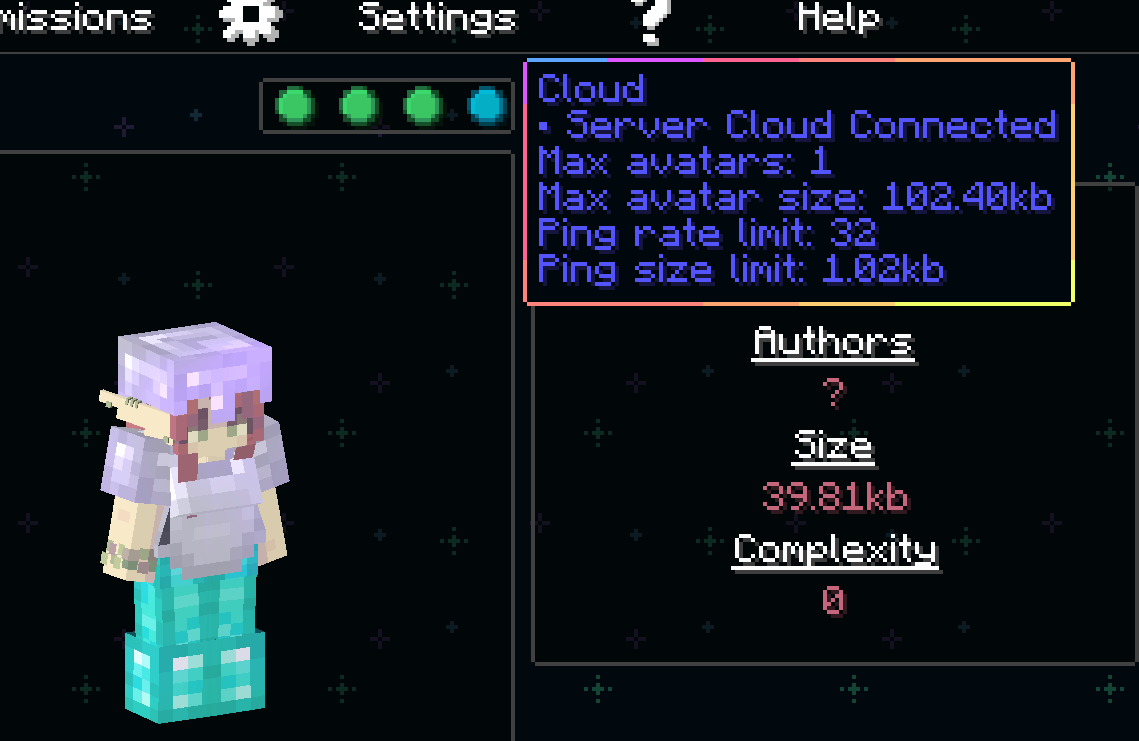 missions
Settings
?
Help
Cloud
• Server Cloud Connected
Max avatars: 1
Max avatar size: 102.40kb
Ping rate limit: 32
Ping size limit: 1.02kb
Authors
?
Size
39.81kb
Complexity
0